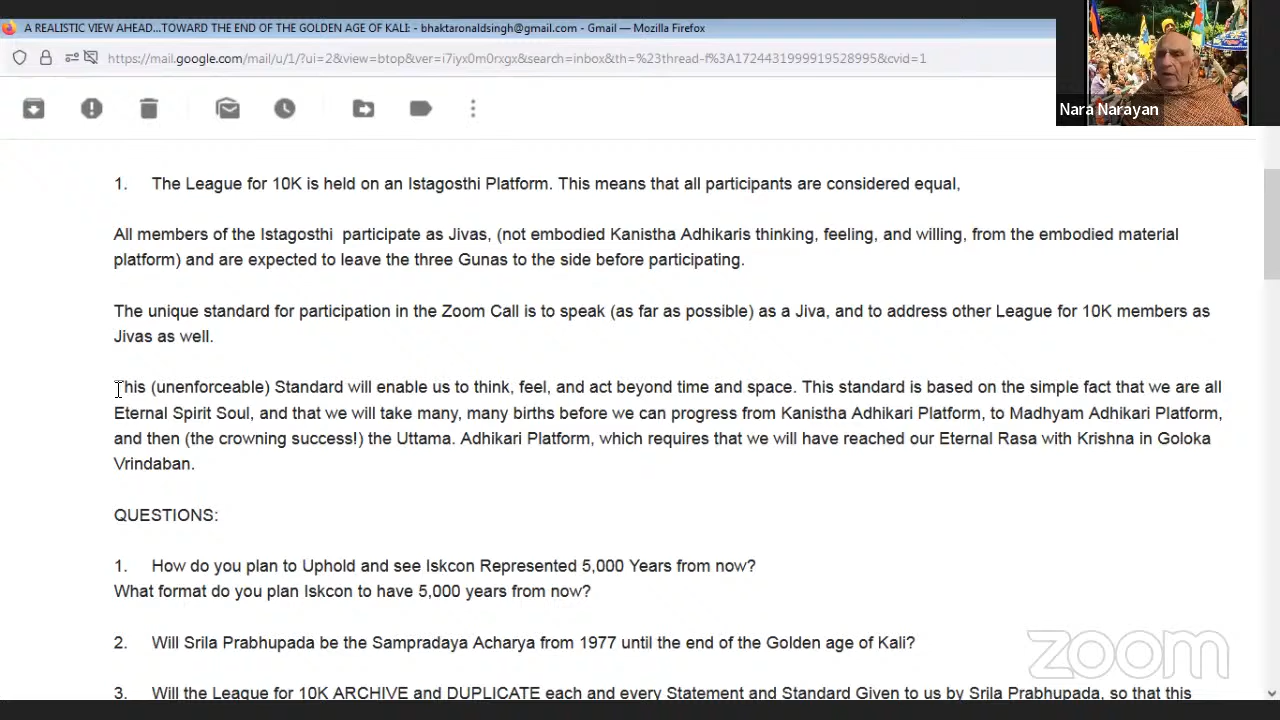 A REALISTIC VIEW AHEAD...TOWARD THE END OF THE GOLDEN AGE OF KALI: - bhaktaronaldsingh@gmail.com - Gmail — Mozilla Firefox
https://mail.google.com/mail/u/1/?ui=2&view=btop&ver=i7iyx0m0rxgx&search=inbox&th=%23thread-f%3A1724431999919528995&cvid=1
Nara Narayan
1. The League for 10K is held on an Istagosthi Platform. This means that all participants are considered equal,
All members of the Istagosthi participate as Jivas, (not embodied Kanistha Adhikaris thinking, feeling, and willing, from the embodied material
platform) and are expected to leave the three Gunas to the side before participating.
The unique standard for participation in the Zoom Call is to speak (as far as possible) as a Jiva, and to address other League for 10K members as
Jivas as well.
This (unenforceable) Standard will enable us to think, feel, and act beyond time and space. This standard is based on the simple fact that we are all
Eternal Spirit Soul, and that we will take many, many births before we can progress from Kanistha Adhikari Platform, to Madhyam Adhikari Platform,
and then (the crowning success!) the Uttama. Adhikari Platform, which requires that we will have reached our Eternal Rasa with Krishna in Goloka
Vrindaban.
QUESTIONS:
1. How do you plan to Uphold and see Iskcon Represented 5,000 Years from now?
What format do you plan Iskcon to have 5,000 years from now?
2. Will Srila Prabhupada be the Sampradaya Acharya from 1977 until the end of the Golden age of Kali?
3. Will the League for 10K ARCHIVE and DUPLICATE each and every Statement and Standard Given to us by Srila Prabhupada, so that this
zoom